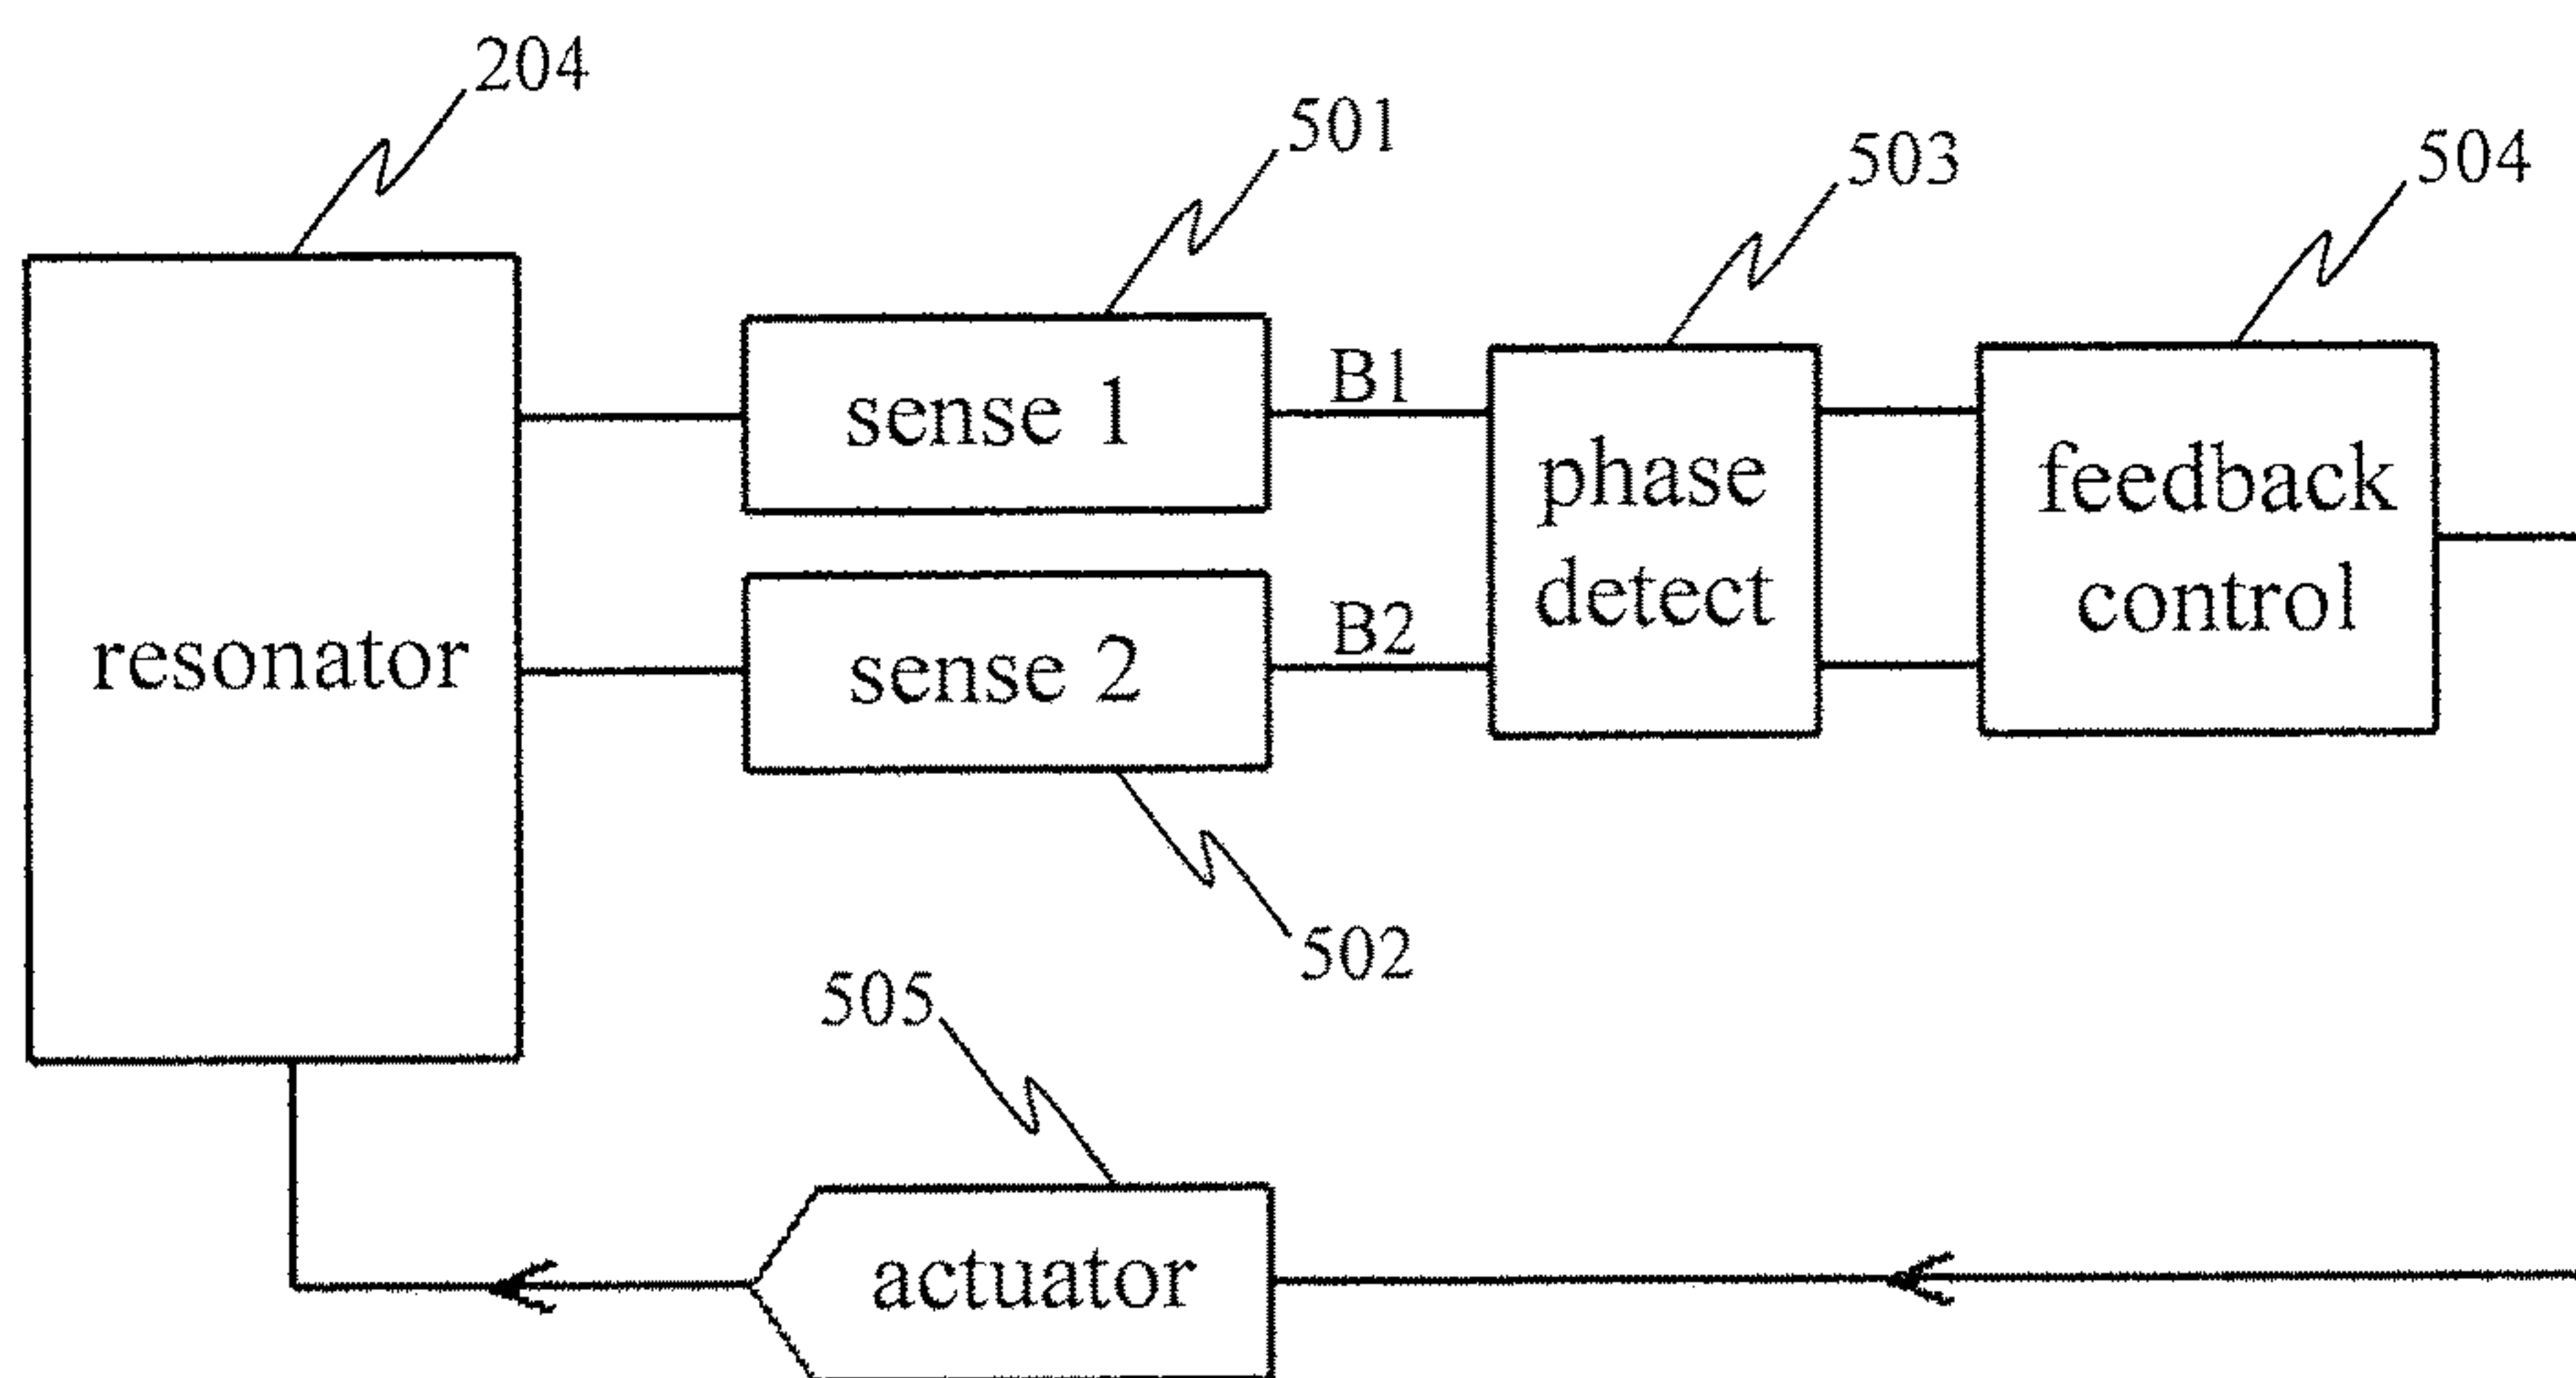 204
501
503
504
sense 1
B1
phase
detect
feedback
control
resonator
sense 2
B2
502
505
actuator